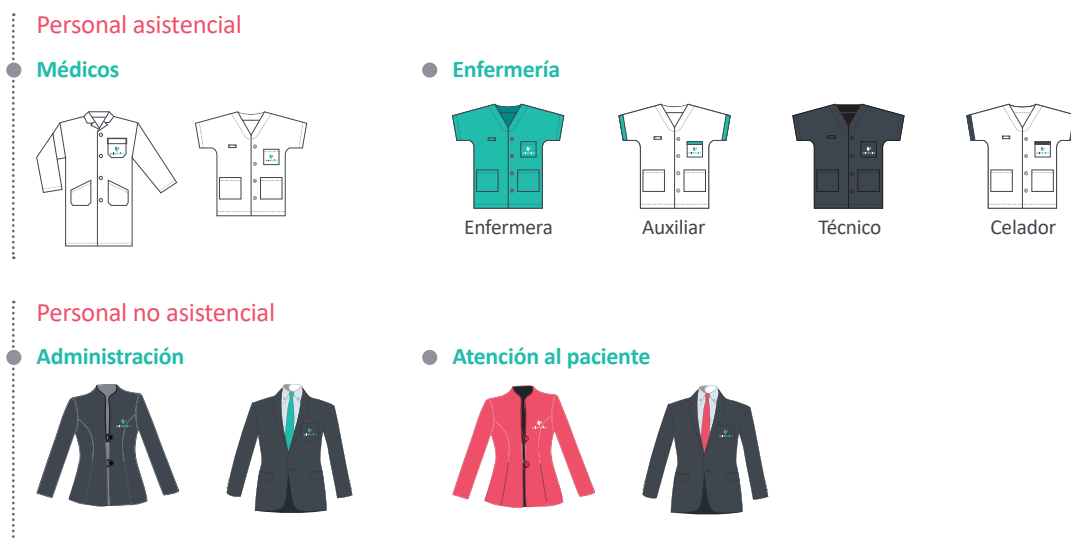 Personal asistencial
Médicos
Enfermería
Enfermera
Auxiliar
Técnico
Celador
Personal no asistencial
Administración
Atención al paciente